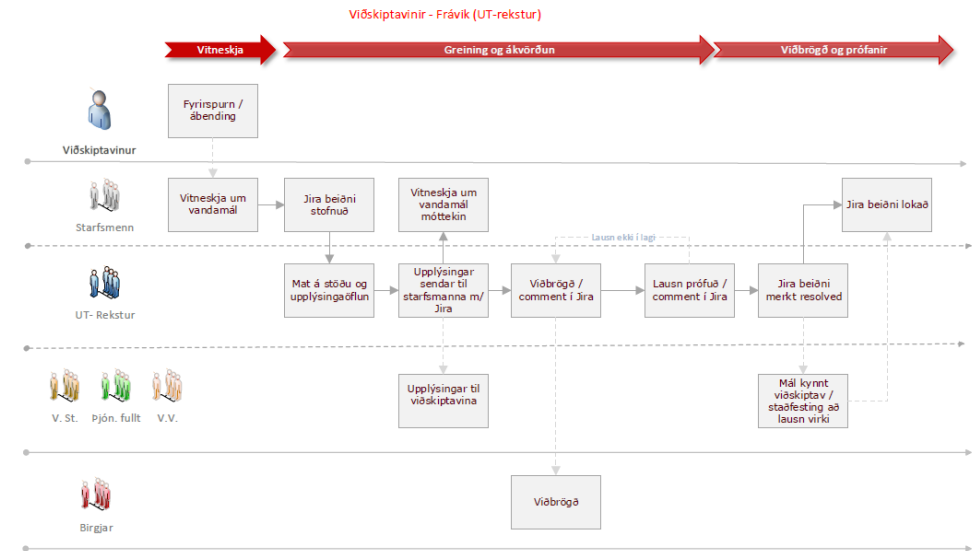 Viðskiptavinir - Frávik (UT-rekstur)
Vitneskja
Greining og ákvörðun
Viðbrögð og prófanir
Fyrirspurn /
ábending
Viðskiptavinur
Vitneskja um
vandamál
Jira beiðni
stofnuð
Vitneskja um
vandamál
móttekin
Jira beiðni lokað
Starfsmenn
Lausn ekki í lagi
Mat á stöðu og
upplýsingaöflun
Upplýsingar
sendar til
starfsmanna m/
Jira
Viðbrögð /
comment í Jira
Lausn prófuð /
comment í Jira
Jira beiðni
merkt resolved
UT- Rekstur
Upplýsingar til
viðskiptavina
Mál kynnt
viðskiptav /
staðfesting að
lausn virki
V. St.
Þjón. fullt
V.V.
Viðbrögð
Birgjar